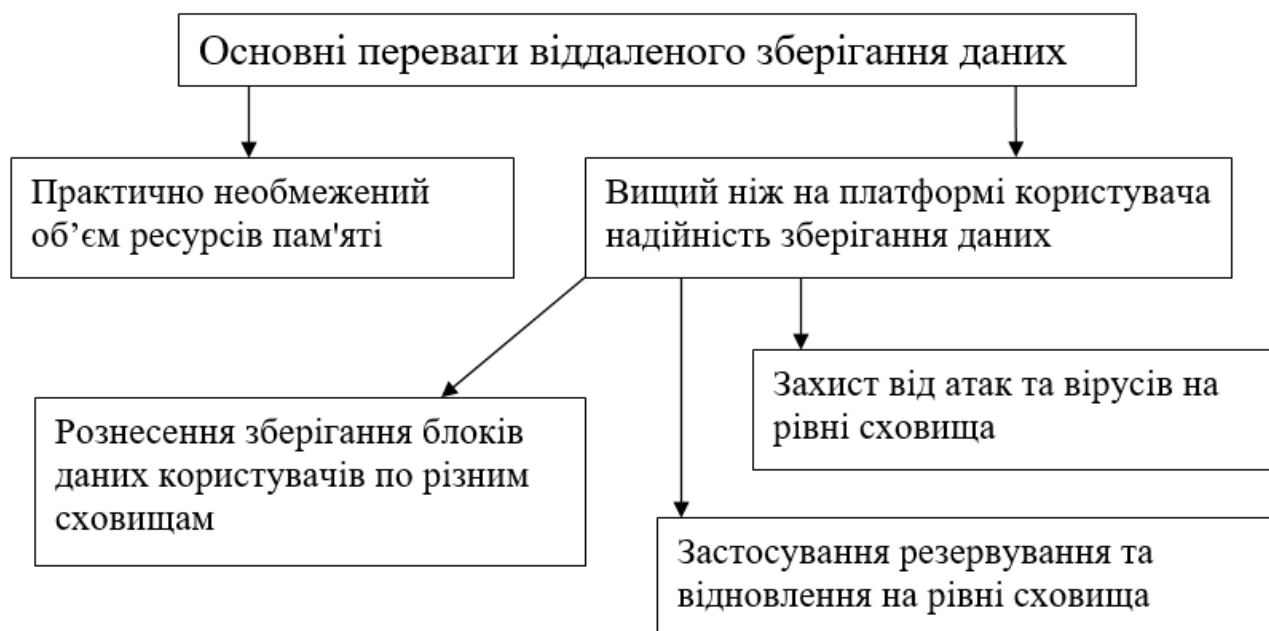 Основні переваги віддаленого зберігання даних
Практично необмежений
об’єм ресурсів пам'яті
Вищий ніж на платформі користувача
надійність зберігання даних
Захист від атак та вірусів на
рівні сховища
Рознесення зберігання блоків
даних користувачів по різним
сховищам
Застосування резервування та
відновлення на рівні сховища